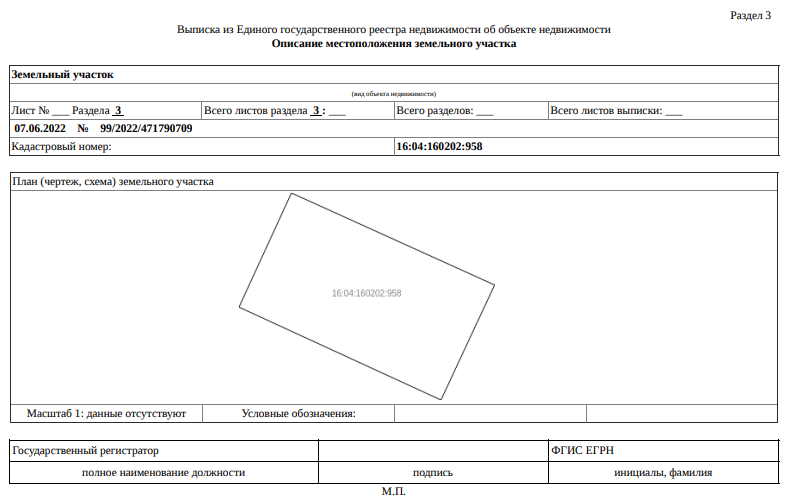 Раздел 3
Выписка из Единого государственного реестра недвижимости об объекте недвижимости
Описание местоположения земельного участка
Земельный участок
(вид объекта недвижимости)
Лист № ___ Раздела 3 Всего листов раздела 3 : ___ Всего разделов: ___ Всего листов выписки: ___
07.06.2022 № 99/2022/471790709
Кадастровый номер: 16:04:160202:958
План (чертеж, схема) земельного участка
16:04:160202:958
Масштаб 1: данные отсутствуют Условные обозначения:
Государственный регистратор ФГИС ЕГРН
полное наименование должности подпись инициалы, фамилия
М.П.